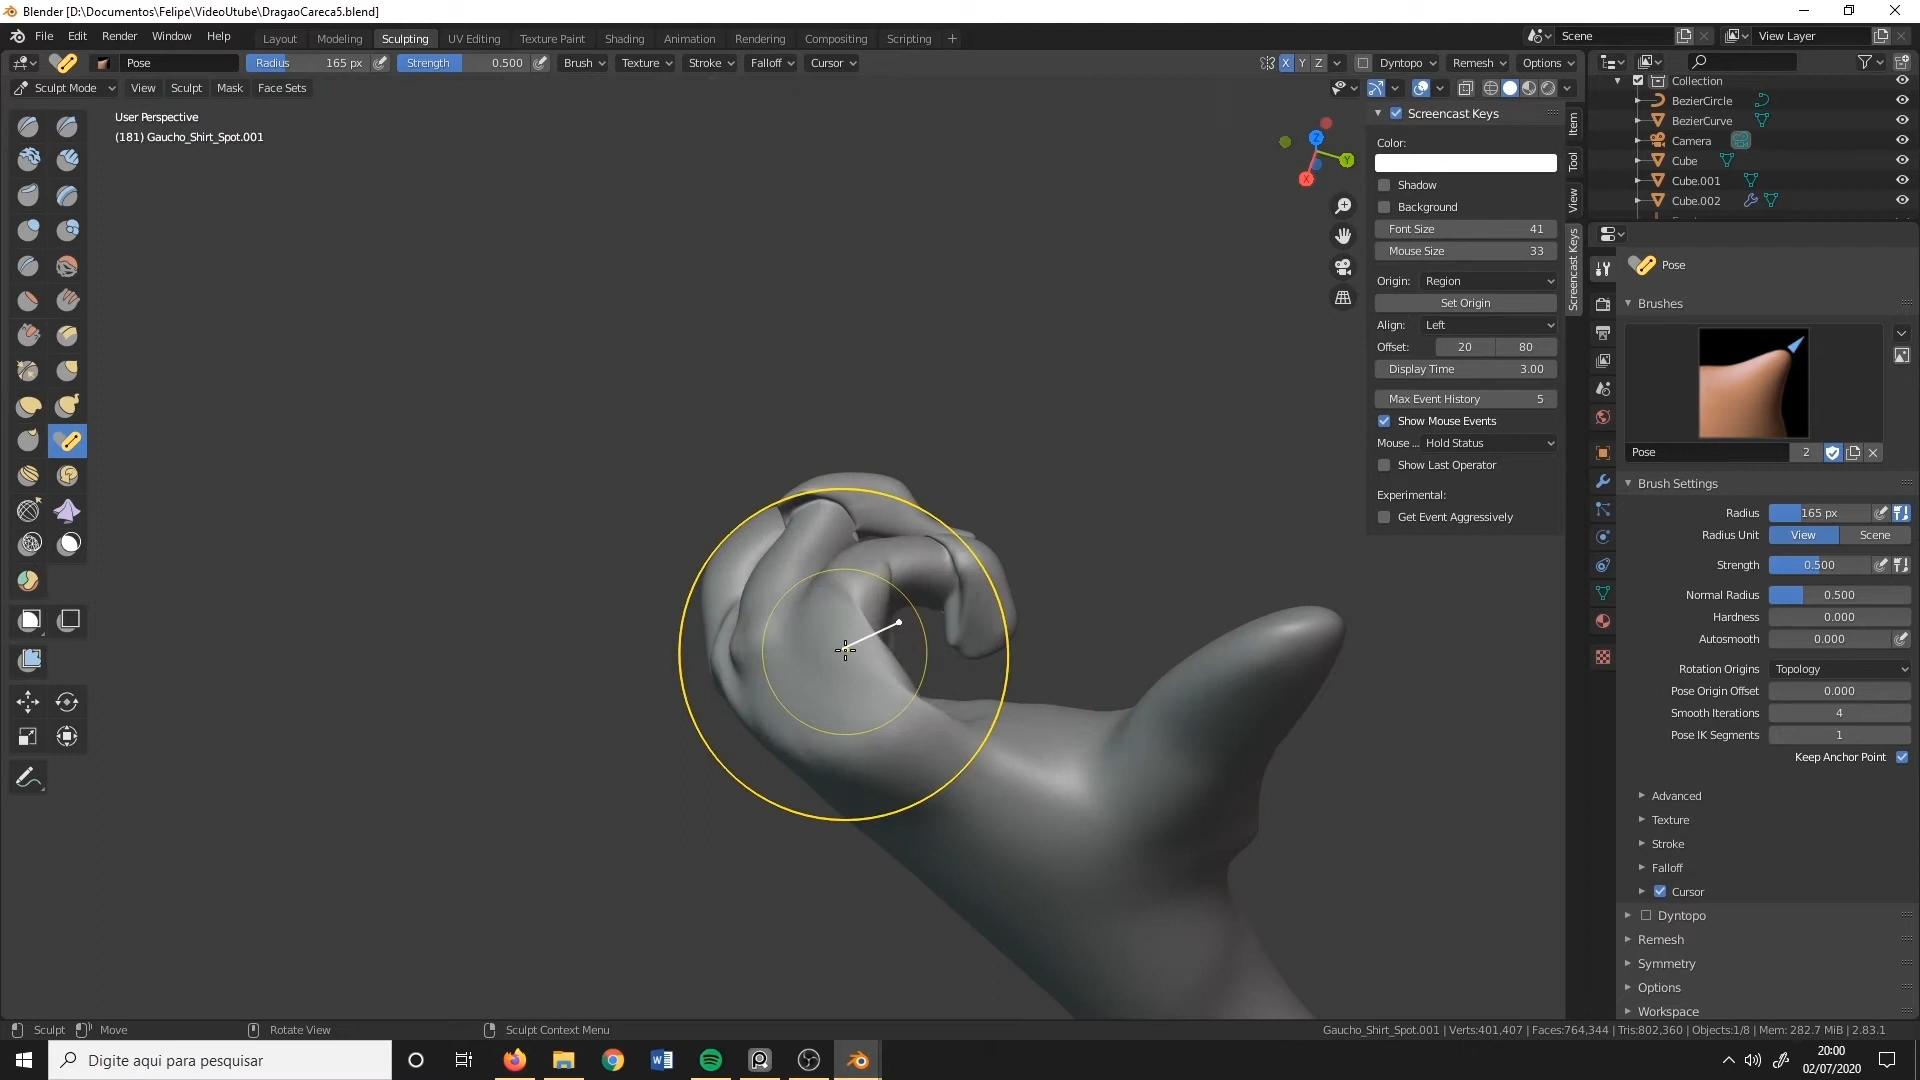 Blender [D:\Documentos\Felipe\VideoUtube\DragaoCareca5.blend]
File Edit Render Window Help Layout Modeling Sculpting UV Editing Texture Paint Shading Animation Rendering Compositing Scripting + Scene View Layer
Pose Radius 165 px Strength 0.500 Brush Texture Stroke Falloff Cursor X Y Z Dyntopo Remesh Options
Sculpt Mode View Sculpt Mask Face Sets
User Perspective
(181) Gaucho_Shirt_Spot.001
Z
Y
X
Screencast Keys
Color:
Shadow
Background
Font Size 41
Mouse Size 33
Origin: Region
Set Origin
Align: Left
Offset: 20 80
Display Time 3.00
Max Event History 5
Show Mouse Events
Mouse ... Hold Status
Show Last Operator
Experimental:
Get Event Aggressively
Item
Tool
View
Screencast Keys
Collection
BezierCircle
BezierCurve
Camera
Cube
Cube.001
Cube.002
Pose
Brushes
Pose 2
Brush Settings
Radius 165 px
Radius Unit View Scene
Strength 0.500
Normal Radius 0.500
Hardness 0.000
Autosmooth 0.000
Rotation Origins Topology
Pose Origin Offset 0.000
Smooth Iterations 4
Pose IK Segments 1
Keep Anchor Point
Advanced
Texture
Stroke
Falloff
Cursor
Dyntopo
Remesh
Symmetry
Options
Workspace
Sculpt Move Rotate View Sculpt Context Menu Gaucho_Shirt_Spot.001 | Verts:401,407 | Faces:764,344 | Tris:802,360 | Objects:1/8 | Mem: 282.7 MiB | 2.83.1
Digite aqui para pesquisar
20:00
02/07/2020